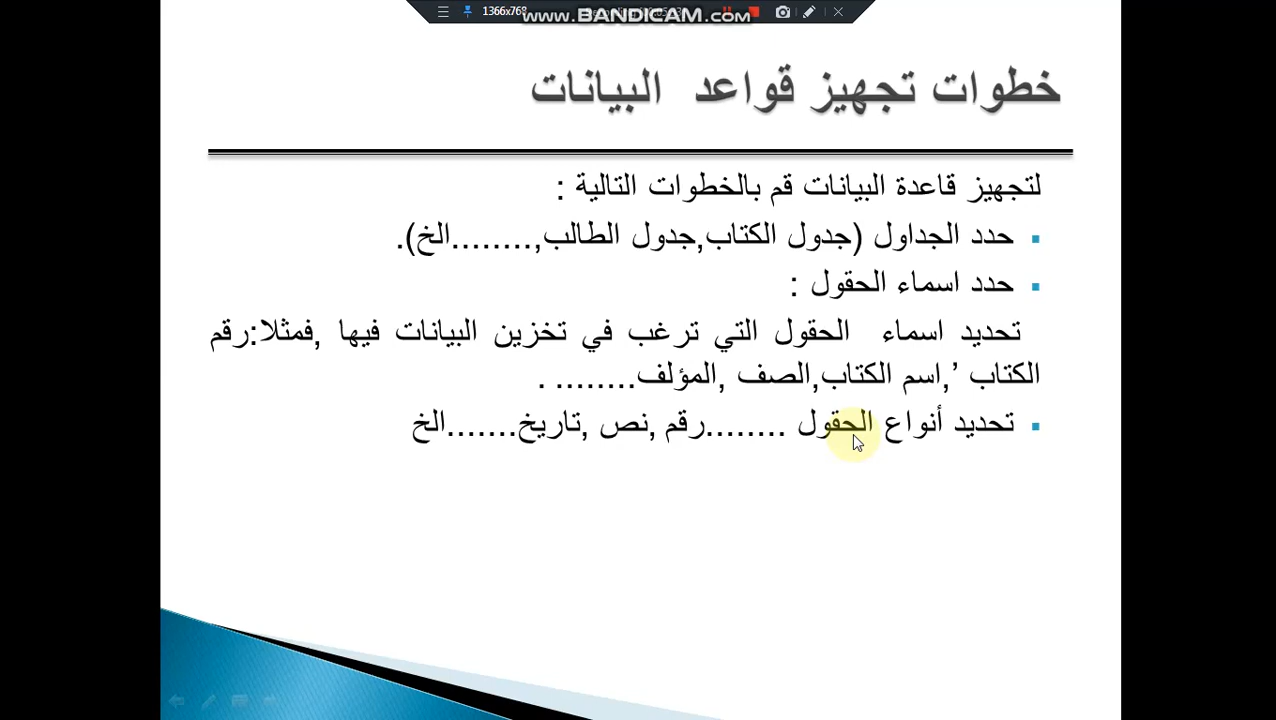 1366x768
www.BANDICAM.com
خطوات تجهيز قواعد البيانات
لتجهيز قاعدة البيانات قم بالخطوات التالية :
▪ حدد الجداول (جدول الكتاب,جدول الطالب,........الخ).
▪ حدد اسماء الحقول :
تحديد اسماء الحقول التي ترغب في تخزين البيانات فيها ,فمثلا:رقم
الكتاب ’,اسم الكتاب,الصف ,المؤلف........ .
▪ تحديد أنواع الحقول ........رقم ,نص ,تاريخ.......الخ